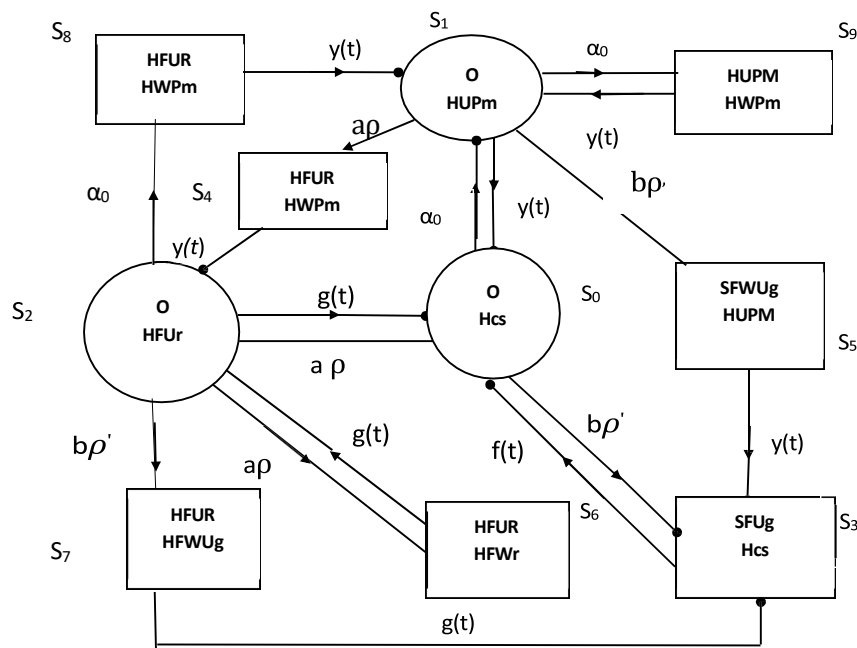 S₈
S₁
S₉
HFUR
HWPm
y(t)
O
HUPm
α₀
HUPM
HWPm
y(t)
aρ
HFUR
HWPm
S₄
α₀
y(t)
α₀
y(t)
bρ'
S₂
O
HFUr
g(t)
aρ
O
Hcs
S₀
SFWUg
HUPM
S₅
bρ'
aρ
g(t)
f(t)
bρ'
y(t)
HFUR
HFWUg
S₇
HFUR
HFWr
S₆
SFUg
Hcs
S₃
g(t)